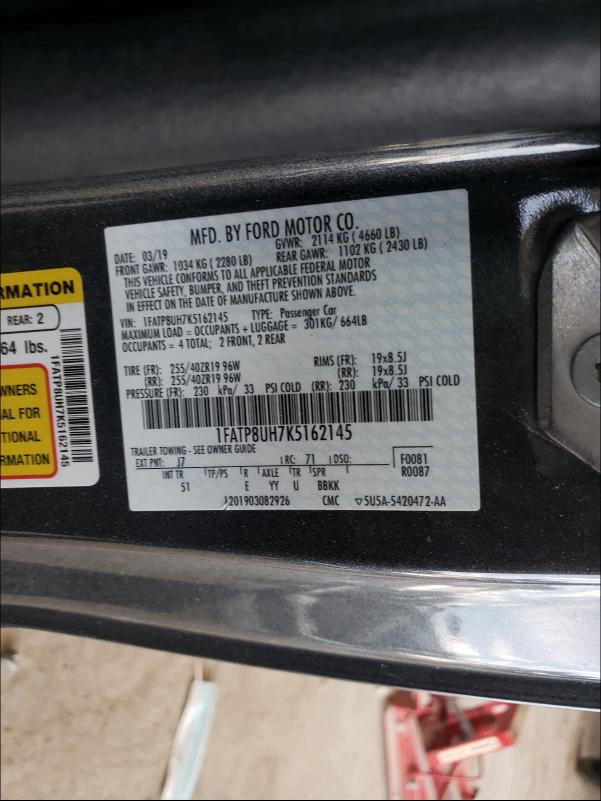 MFD. BY FORD MOTOR CO.
DATE: 03/19 GVWR: 2114 KG ( 4660 LB)
FRONT GAWR: 1034 KG ( 2280 LB) REAR GAWR: 1102 KG ( 2430 LB)
THIS VEHICLE CONFORMS TO ALL APPLICABLE FEDERAL MOTOR
VEHICLE SAFETY, BUMPER, AND THEFT PREVENTION STANDARDS
IN EFFECT ON THE DATE OF MANUFACTURE SHOWN ABOVE.
VIN: 1FATP8UH7K5162145 TYPE: Passenger Car
MAXIMUM LOAD = OCCUPANTS + LUGGAGE = 301KG/ 664LB
OCCUPANTS = 4 TOTAL; 2 FRONT, 2 REAR
TIRE (FR): 255/40ZR19 96W RIMS (FR): 19x8.5J
(RR): 255/40ZR19 96W (RR): 19x8.5J
PRESSURE (FR): 230 kPa/ 33 PSI COLD (RR): 230 kPa/ 33 PSI COLD
1FATP8UH7K5162145
TRAILER TOWING - SEE OWNER GUIDE
EXT PNT: J7 RC: 71 DSO: F0081
INT TR TP/PS R AXLE TR SPR R0087
51 E YY U BBKK
J201903082926 CMC ▽5U5A-5420472-AA
RMATION
REAR: 2
64 lbs.
WNERS
AL FOR
TIONAL
RMATION
1FATP8UH7K5162145